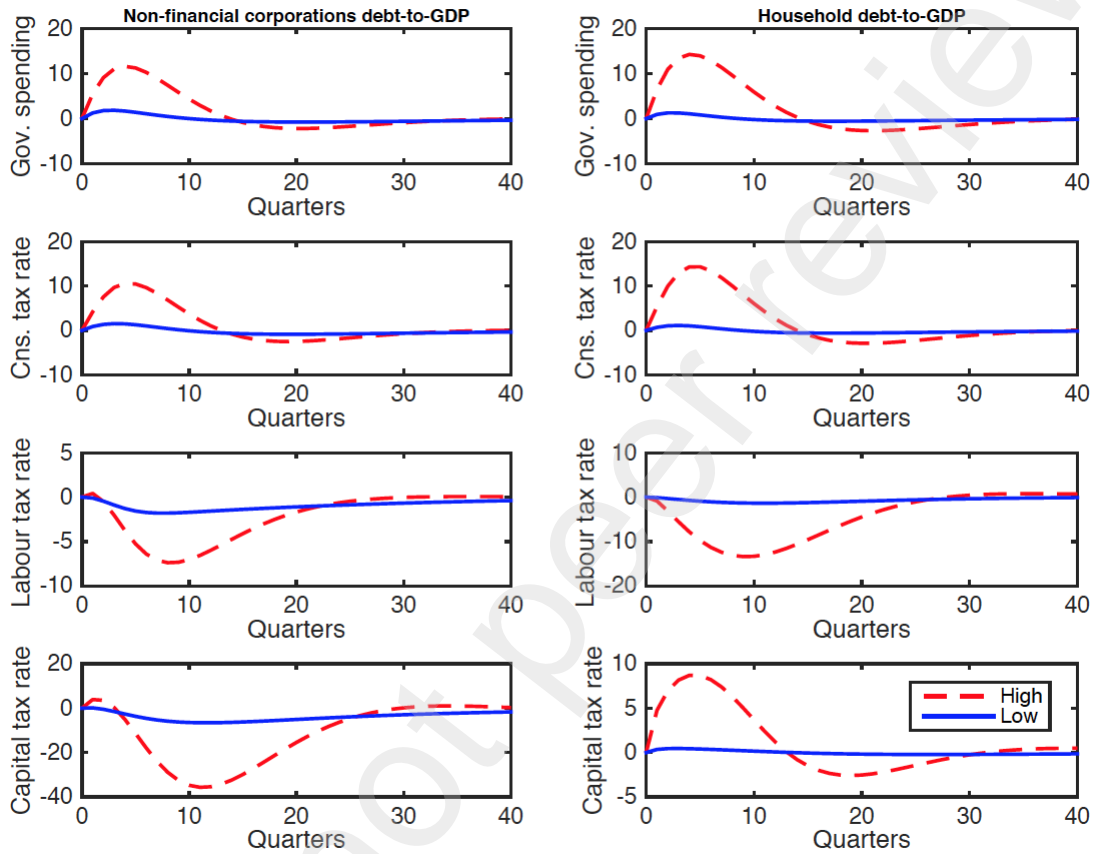 Non-financial corporations debt-to-GDP
Household debt-to-GDP
Gov. spending
20
10
0
-10
0 10 20 30 40
Quarters
Gov. spending
20
10
0
-10
0 10 20 30 40
Quarters
Cns. tax rate
20
10
0
-10
0 10 20 30 40
Quarters
Cns. tax rate
20
10
0
-10
0 10 20 30 40
Quarters
Labour tax rate
5
0
-5
-10
0 10 20 30 40
Quarters
Labour tax rate
10
0
-10
-20
0 10 20 30 40
Quarters
Capital tax rate
20
0
-20
-40
0 10 20 30 40
Quarters
Capital tax rate
10
5
0
-5
0 10 20 30 40
Quarters
High
Low
not peer review